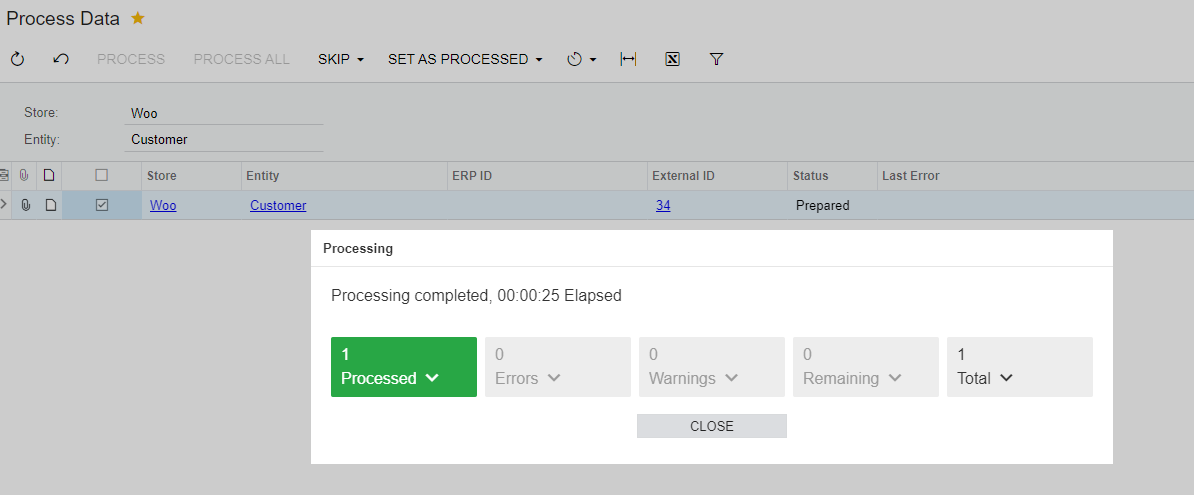 Process Data
PROCESS PROCESS ALL SKIP SET AS PROCESSED
Store: Woo
Entity: Customer
Store Entity ERP ID External ID Status Last Error
Woo Customer 34 Prepared
Processing
Processing completed, 00:00:25 Elapsed
1 0 0 0 1
Processed Errors Warnings Remaining Total
CLOSE